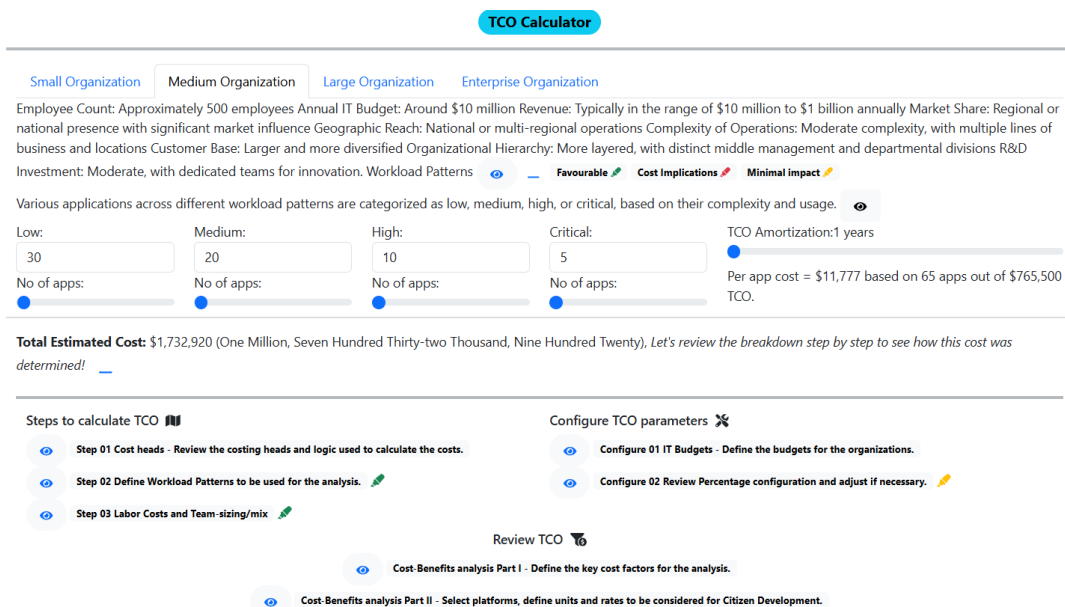 TCO Calculator
Small Organization Medium Organization Large Organization Enterprise Organization
Employee Count: Approximately 500 employees Annual IT Budget: Around $10 million Revenue: Typically in the range of $10 million to $1 billion annually Market Share: Regional or
national presence with significant market influence Geographic Reach: National or multi-regional operations Complexity of Operations: Moderate complexity, with multiple lines of
business and locations Customer Base: Larger and more diversified Organizational Hierarchy: More layered, with distinct middle management and departmental divisions R&D
Investment: Moderate, with dedicated teams for innovation. Workload Patterns Favourable Cost Implications Minimal impact
Various applications across different workload patterns are categorized as low, medium, high, or critical, based on their complexity and usage.
Low: Medium: High: Critical: TCO Amortization:1 years
30 20 10 5
No of apps: No of apps: No of apps: No of apps: Per app cost = $11,777 based on 65 apps out of $765,500
TCO.
Total Estimated Cost: $1,732,920 (One Million, Seven Hundred Thirty-two Thousand, Nine Hundred Twenty), Let's review the breakdown step by step to see how this cost was
determined!
Steps to calculate TCO Configure TCO parameters
Step 01 Cost heads - Review the costing heads and logic used to calculate the costs. Configure 01 IT Budgets - Define the budgets for the organizations.
Step 02 Define Workload Patterns to be used for the analysis. Configure 02 Review Percentage configuration and adjust if necessary.
Step 03 Labor Costs and Team-sizing/mix
Review TCO
Cost-Benefits analysis Part I - Define the key cost factors for the analysis.
Cost-Benefits analysis Part II - Select platforms, define units and rates to be considered for Citizen Development.